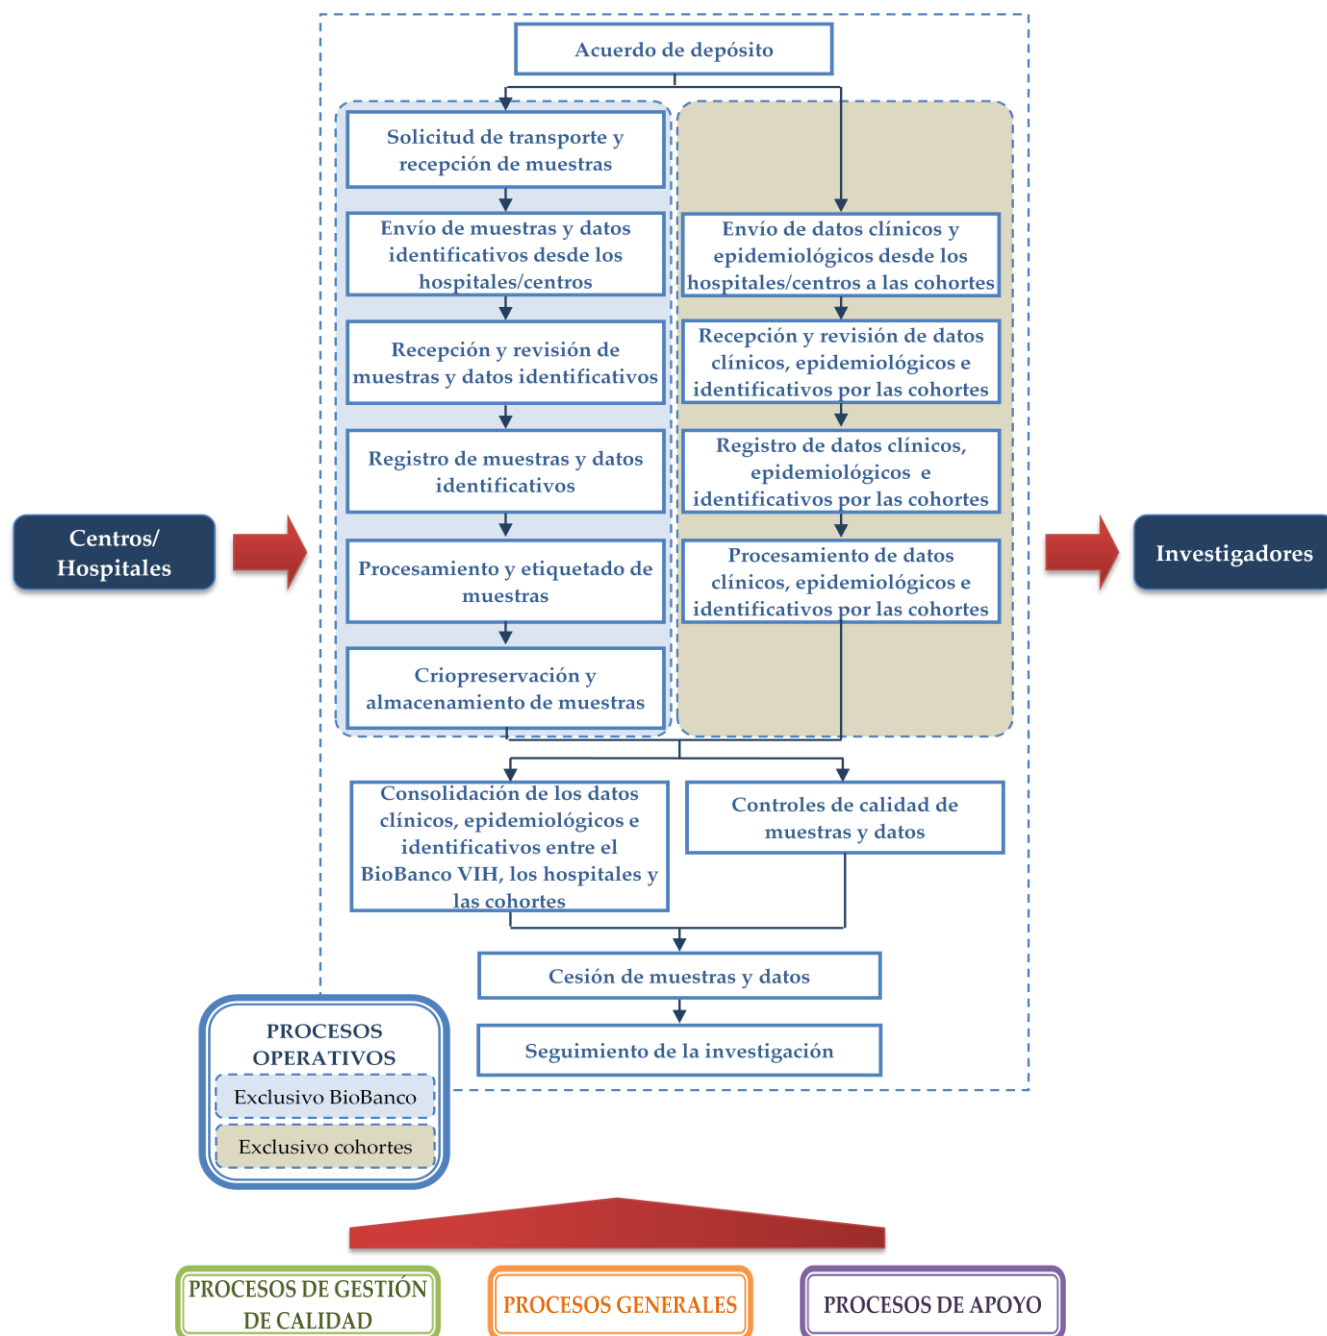 Acuerdo de depósito
Solicitud de transporte y
recepción de muestras
Envío de muestras y datos
identificativos desde los
hospitales/centros
Recepción y revisión de
muestras y datos identificativos
Registro de muestras y datos
identificativos
Procesamiento y etiquetado de
muestras
Criopreservación y
almacenamiento de muestras
Envío de datos clínicos y
epidemiológicos desde los
hospitales/centros a las cohortes
Recepción y revisión de datos
clínicos, epidemiológicos e
identificativos por las cohortes
Registro de datos clínicos,
epidemiológicos e
identificativos por las cohortes
Procesamiento de datos
clínicos, epidemiológicos e
identificativos por las cohortes
Centros/
Hospitales
Investigadores
Consolidación de los datos
clínicos, epidemiológicos e
identificativos entre el
BioBanco VIH, los hospitales y
las cohortes
Controles de calidad de
muestras y datos
Cesión de muestras y datos
Seguimiento de la investigación
PROCESOS
OPERATIVOS
Exclusivo BioBanco
Exclusivo cohortes
PROCESOS DE GESTIÓN
DE CALIDAD
PROCESOS GENERALES
PROCESOS DE APOYO